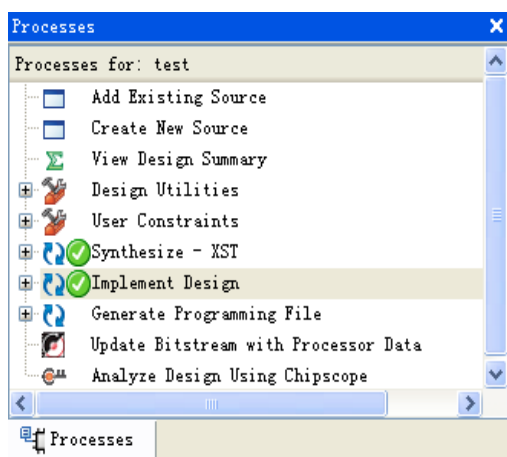 Processes
Processes for: test
Add Existing Source
Create New Source
View Design Summary
Design Utilities
User Constraints
Synthesize - XST
Implement Design
Generate Programming File
Update Bitstream with Processor Data
Analyze Design Using Chipscope
Processes